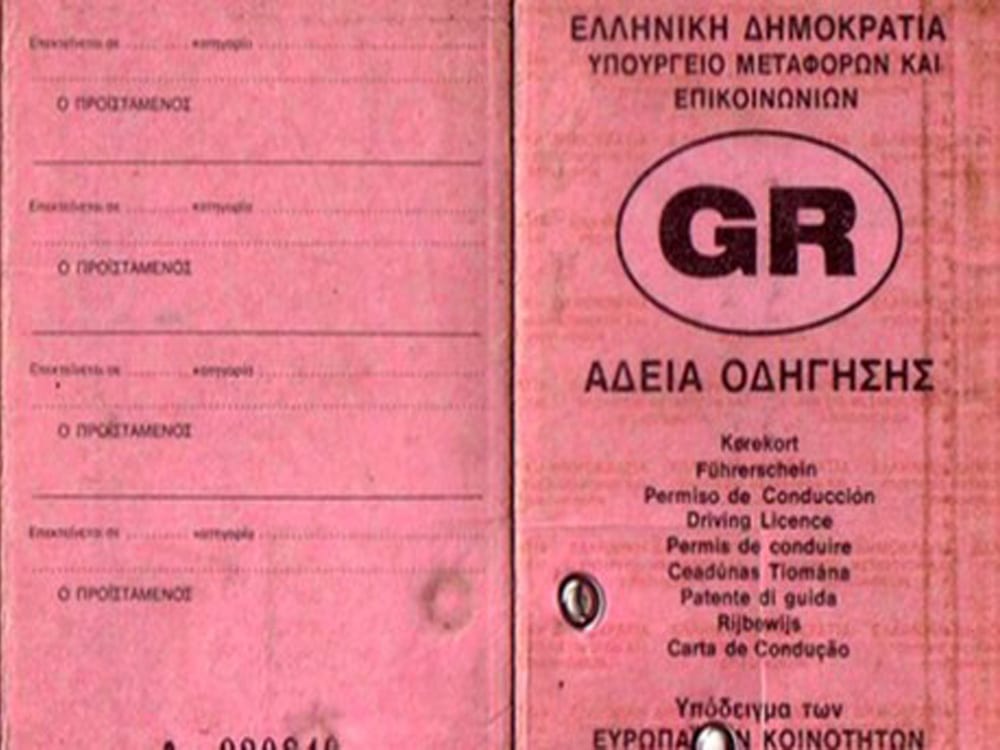 Επεκτείνεται σε ........... κατηγορία
Ο ΠΡΟΪΣΤΑΜΕΝΟΣ
Επεκτείνεται σε ........... κατηγορία
Ο ΠΡΟΪΣΤΑΜΕΝΟΣ
Επεκτείνεται σε ........... κατηγορία
Ο ΠΡΟΪΣΤΑΜΕΝΟΣ
Επεκτείνεται σε ........... κατηγορία
Ο ΠΡΟΪΣΤΑΜΕΝΟΣ
ΕΛΛΗΝΙΚΗ ΔΗΜΟΚΡΑΤΙΑ
ΥΠΟΥΡΓΕΙΟ ΜΕΤΑΦΟΡΩΝ ΚΑΙ
ΕΠΙΚΟΙΝΩΝΙΩΝ
GR
ΑΔΕΙΑ ΟΔΗΓΗΣΗΣ
Kørekort
Führerschein
Permiso de Conducción
Driving Licence
Permis de conduire
Ceadúnas Tiomána
Patente di guida
Rijbewijs
Carta de Condução
Υπόδειγμα των
ΚΟΙΝΟΤΗΤΩΝ